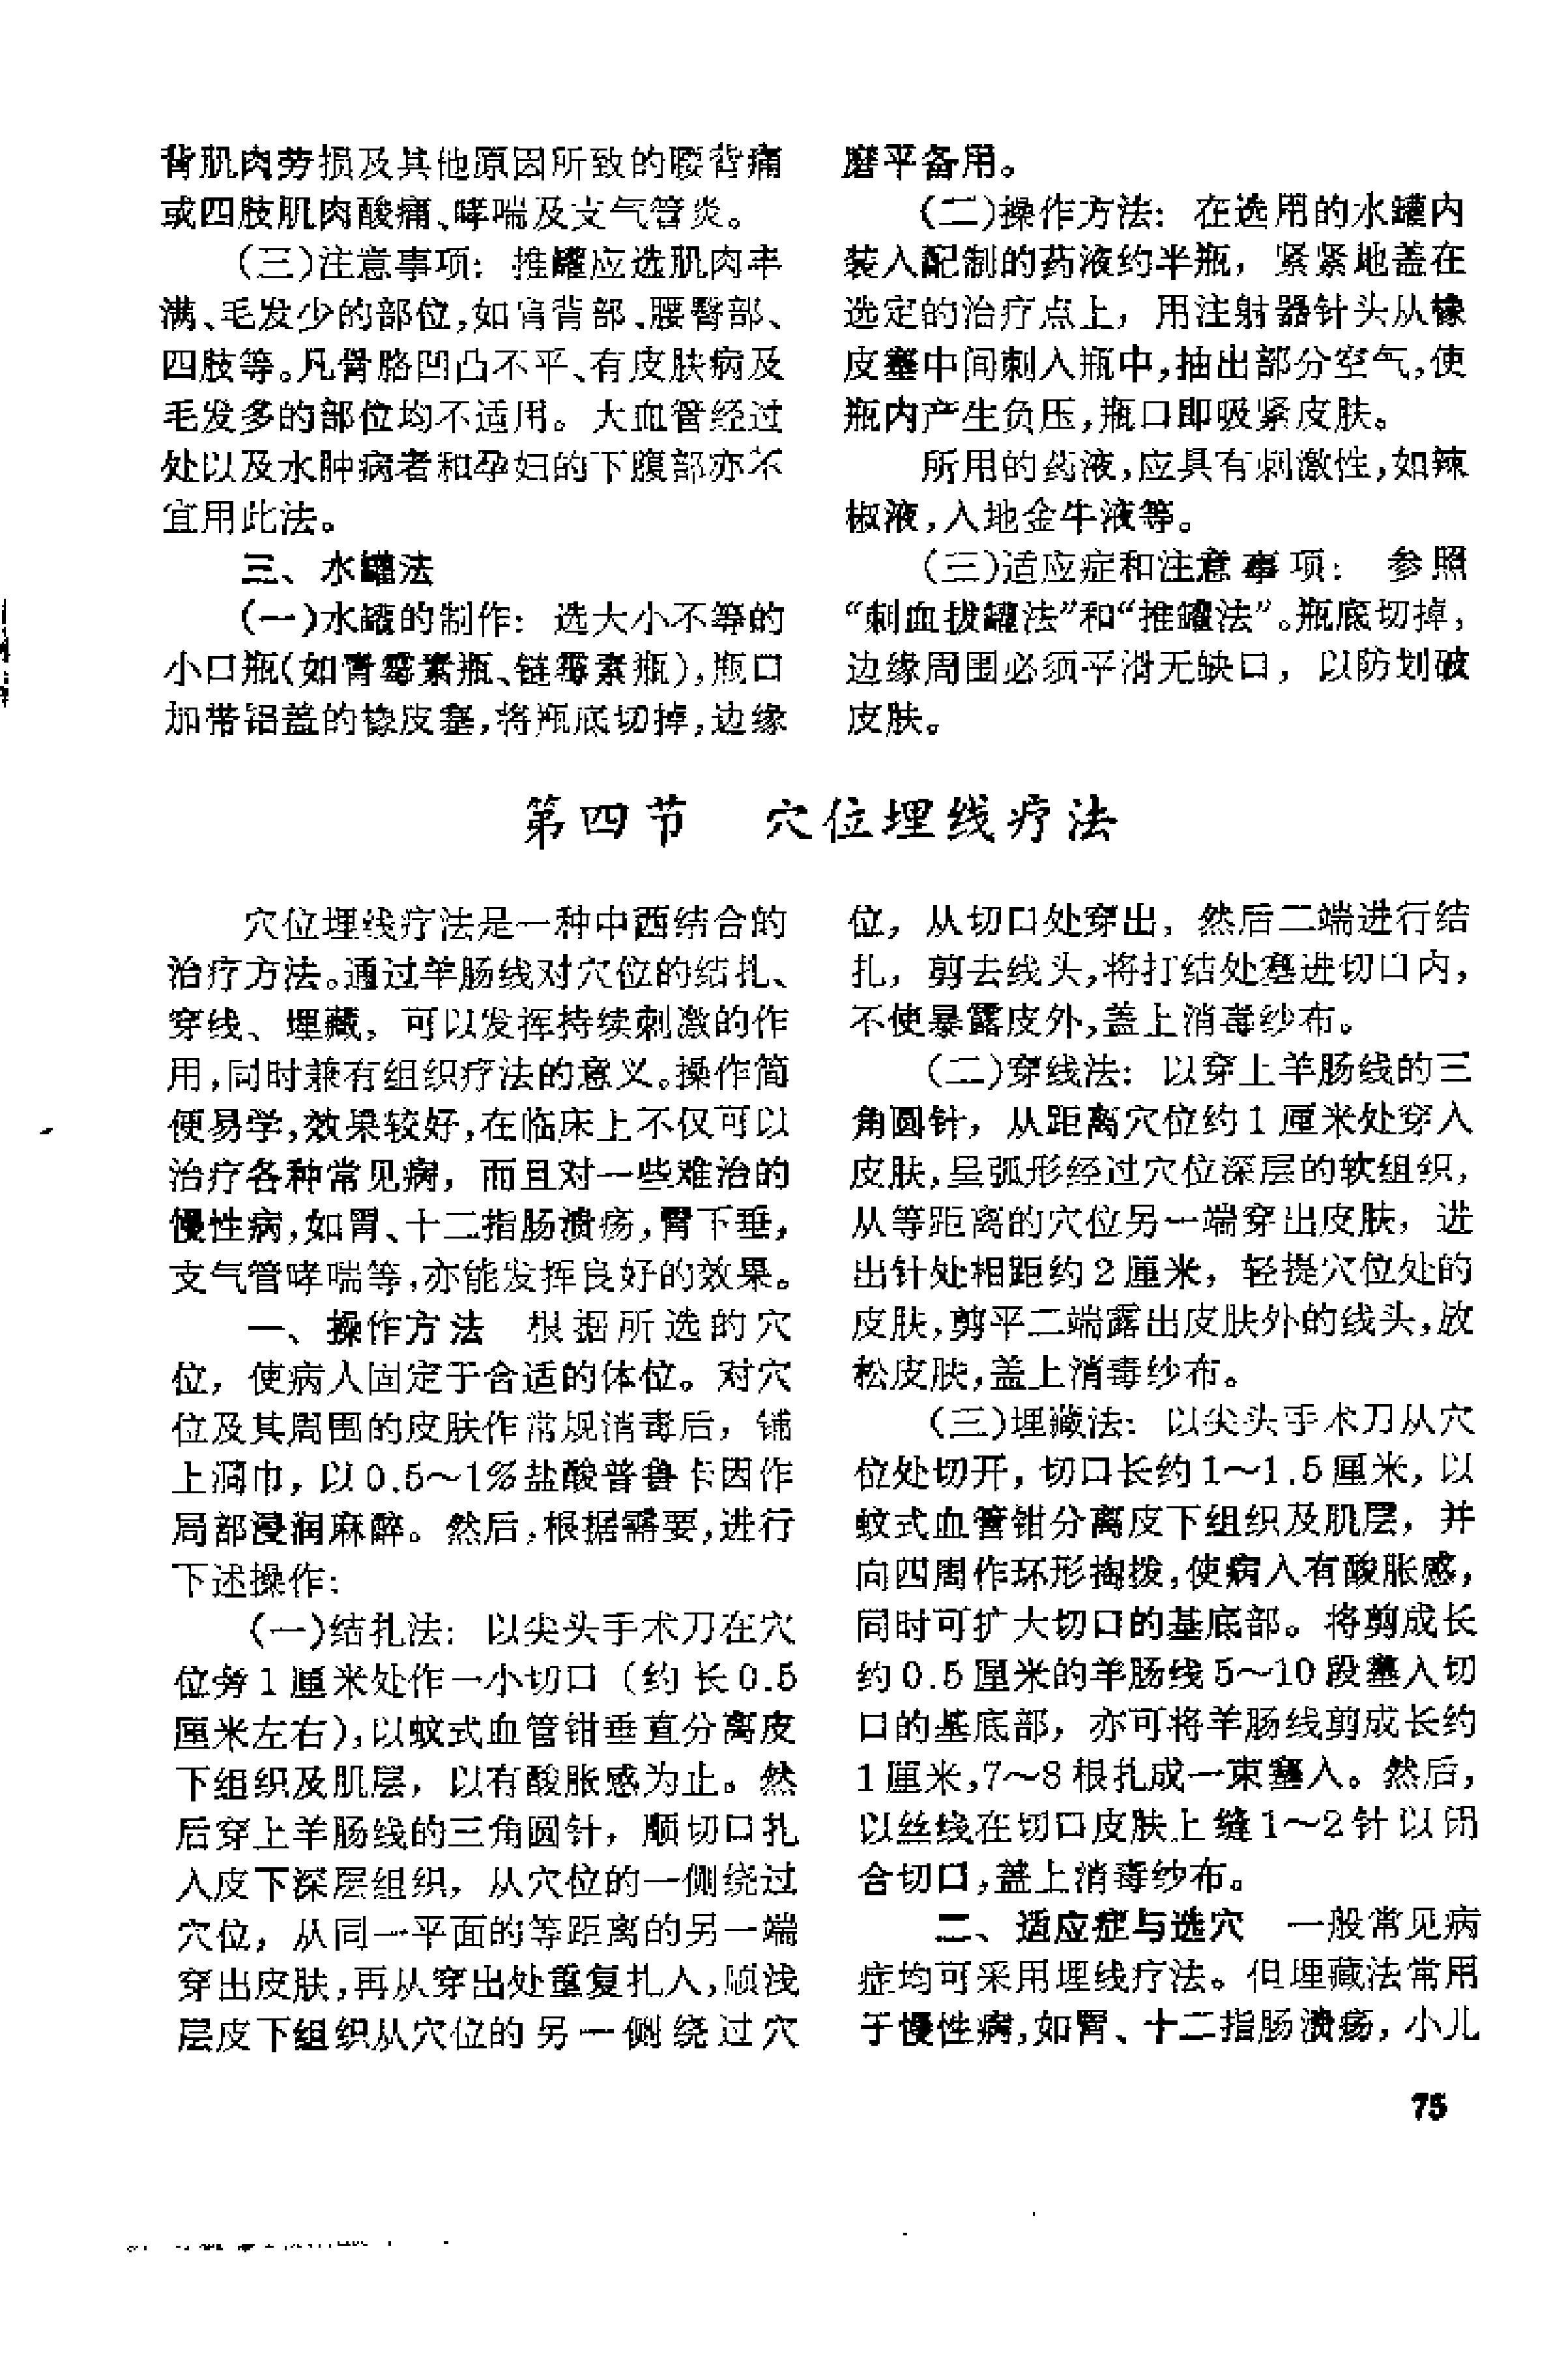 背肌肉劳损及其他原因所致的腰背痛
或四肢肌肉酸痛、哮喘及支气管炎。
(三)注意事项：推罐应选肌肉丰
满、毛发少的部位,如肩背部、腰臀部、
四肢等。凡骨骼凹凸不平、有皮肤病及
毛发多的部位均不适用。大血管经过
处以及水肿病者和孕妇的下腹部亦不
宜用此法。
三、水罐法
(一)水罐的制作：选大小不等的
小口瓶(如青霉素瓶、链霉素瓶),瓶口
加带铝盖的橡皮塞,将瓶底切掉,边缘
磨平备用。
(二)操作方法：在选用的水罐内
装入配制的药液约半瓶，紧紧地盖在
选定的治疗点上，用注射器针头从橡
皮塞中间刺入瓶中,抽出部分空气,使
瓶内产生负压,瓶口即吸紧皮肤。
所用的药液,应具有刺激性,如辣
椒液,入地金牛液等。
(三)适应症和注意事项：参照
“刺血拔罐法”和“推罐法”。瓶底切掉,
边缘周围必须平滑无缺口，以防划破
皮肤。
第四节　穴位埋线疗法
穴位埋线疗法是一种中西结合的
治疗方法。通过羊肠线对穴位的结扎、
穿线、埋藏，可以发挥持续刺激的作
用,同时兼有组织疗法的意义。操作简
便易学,效果较好,在临床上不仅可以
治疗各种常见病，而且对一些难治的
慢性病,如胃、十二指肠溃疡,胃下垂,
支气管哮喘等,亦能发挥良好的效果。
一、操作方法　根据所选的穴
位，使病人固定于合适的体位。对穴
位及其周围的皮肤作常规消毒后，铺
上洞巾，以0.5～1%盐酸普鲁卡因作
局部浸润麻醉。然后,根据需要,进行
下述操作：
(一)结扎法：以尖头手术刀在穴
位旁1厘米处作一小切口（约长0.5
厘米左右),以蚊式血管钳垂直分离皮
下组织及肌层，以有酸胀感为止。然
后穿上羊肠线的三角圆针，顺切口扎
入皮下深层组织，从穴位的一侧绕过
穴位，从同一平面的等距离的另一端
穿出皮肤,再从穿出处重复扎入,顺浅
层皮下组织从穴位的另一侧绕过穴
位，从切口处穿出，然后二端进行结
扎，剪去线头,将打结处塞进切口内,
不使暴露皮外,盖上消毒纱布。
(二)穿线法：以穿上羊肠线的三
角圆针，从距离穴位约1厘米处穿入
皮肤,呈弧形经过穴位深层的软组织,
从等距离的穴位另一端穿出皮肤，进
出针处相距约2厘米，轻提穴位处的
皮肤,剪平二端露出皮肤外的线头,放
松皮肤,盖上消毒纱布。
(三)埋藏法：以尖头手术刀从穴
位处切开，切口长约1～1.5厘米，以
蚊式血管钳分离皮下组织及肌层，并
向四周作环形掏拨,使病人有酸胀感,
同时可扩大切口的基底部。将剪成长
约0.5厘米的羊肠线5～10段塞入切
口的基底部，亦可将羊肠线剪成长约
1厘米,7～8根扎成一束塞入。然后,
以丝线在切口皮肤上缝1～2针以闭
合切口,盖上消毒纱布。
二、适应症与选穴　一般常见病
症均可采用埋线疗法。但埋藏法常用
于慢性病,如胃、十二指肠溃疡，小儿
75